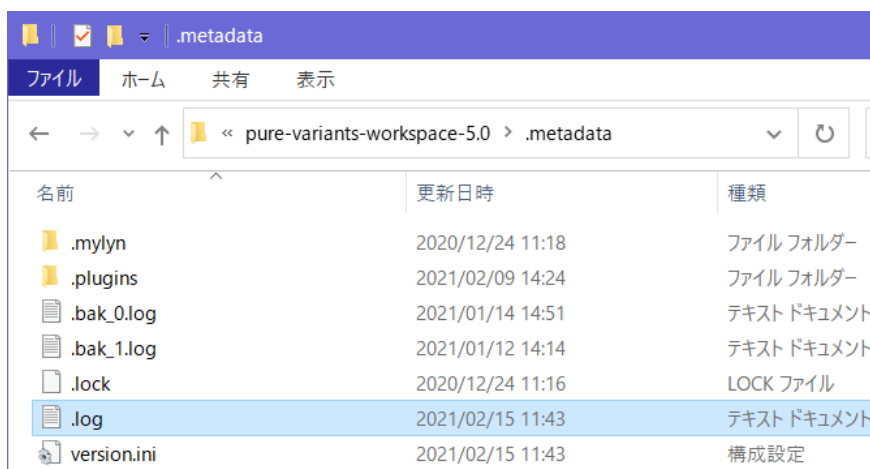 .metadata
ファイル ホーム 共有 表示
« pure-variants-workspace-5.0 > .metadata
名前 更新日時 種類
.mylyn 2020/12/24 11:18 ファイル フォルダー
.plugins 2021/02/09 14:24 ファイル フォルダー
.bak_0.log 2021/01/14 14:51 テキスト ドキュメント
.bak_1.log 2021/01/12 14:14 テキスト ドキュメント
.lock 2020/12/24 11:16 LOCK ファイル
.log 2021/02/15 11:43 テキスト ドキュメント
version.ini 2021/02/15 11:43 構成設定